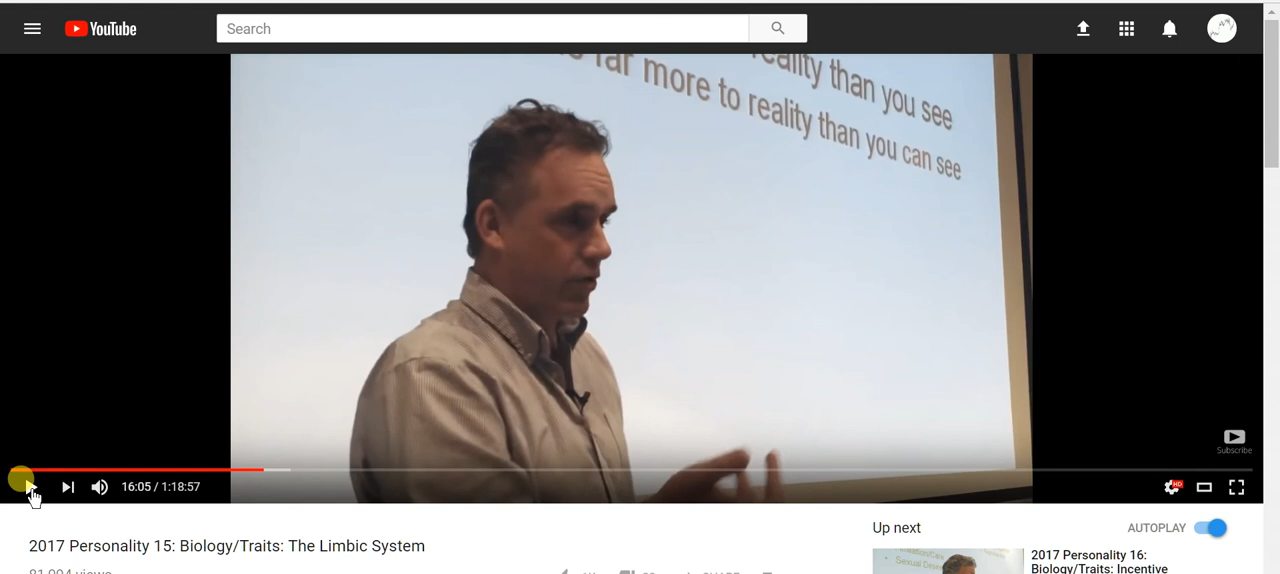 YouTube
Search
reality than you see
far more to reality than you can see
Subscribe
HD
16:05 / 1:18:57
Up next
AUTOPLAY
2017 Personality 15: Biology/Traits: The Limbic System
2017 Personality 16:
Biology/Traits: Incentive